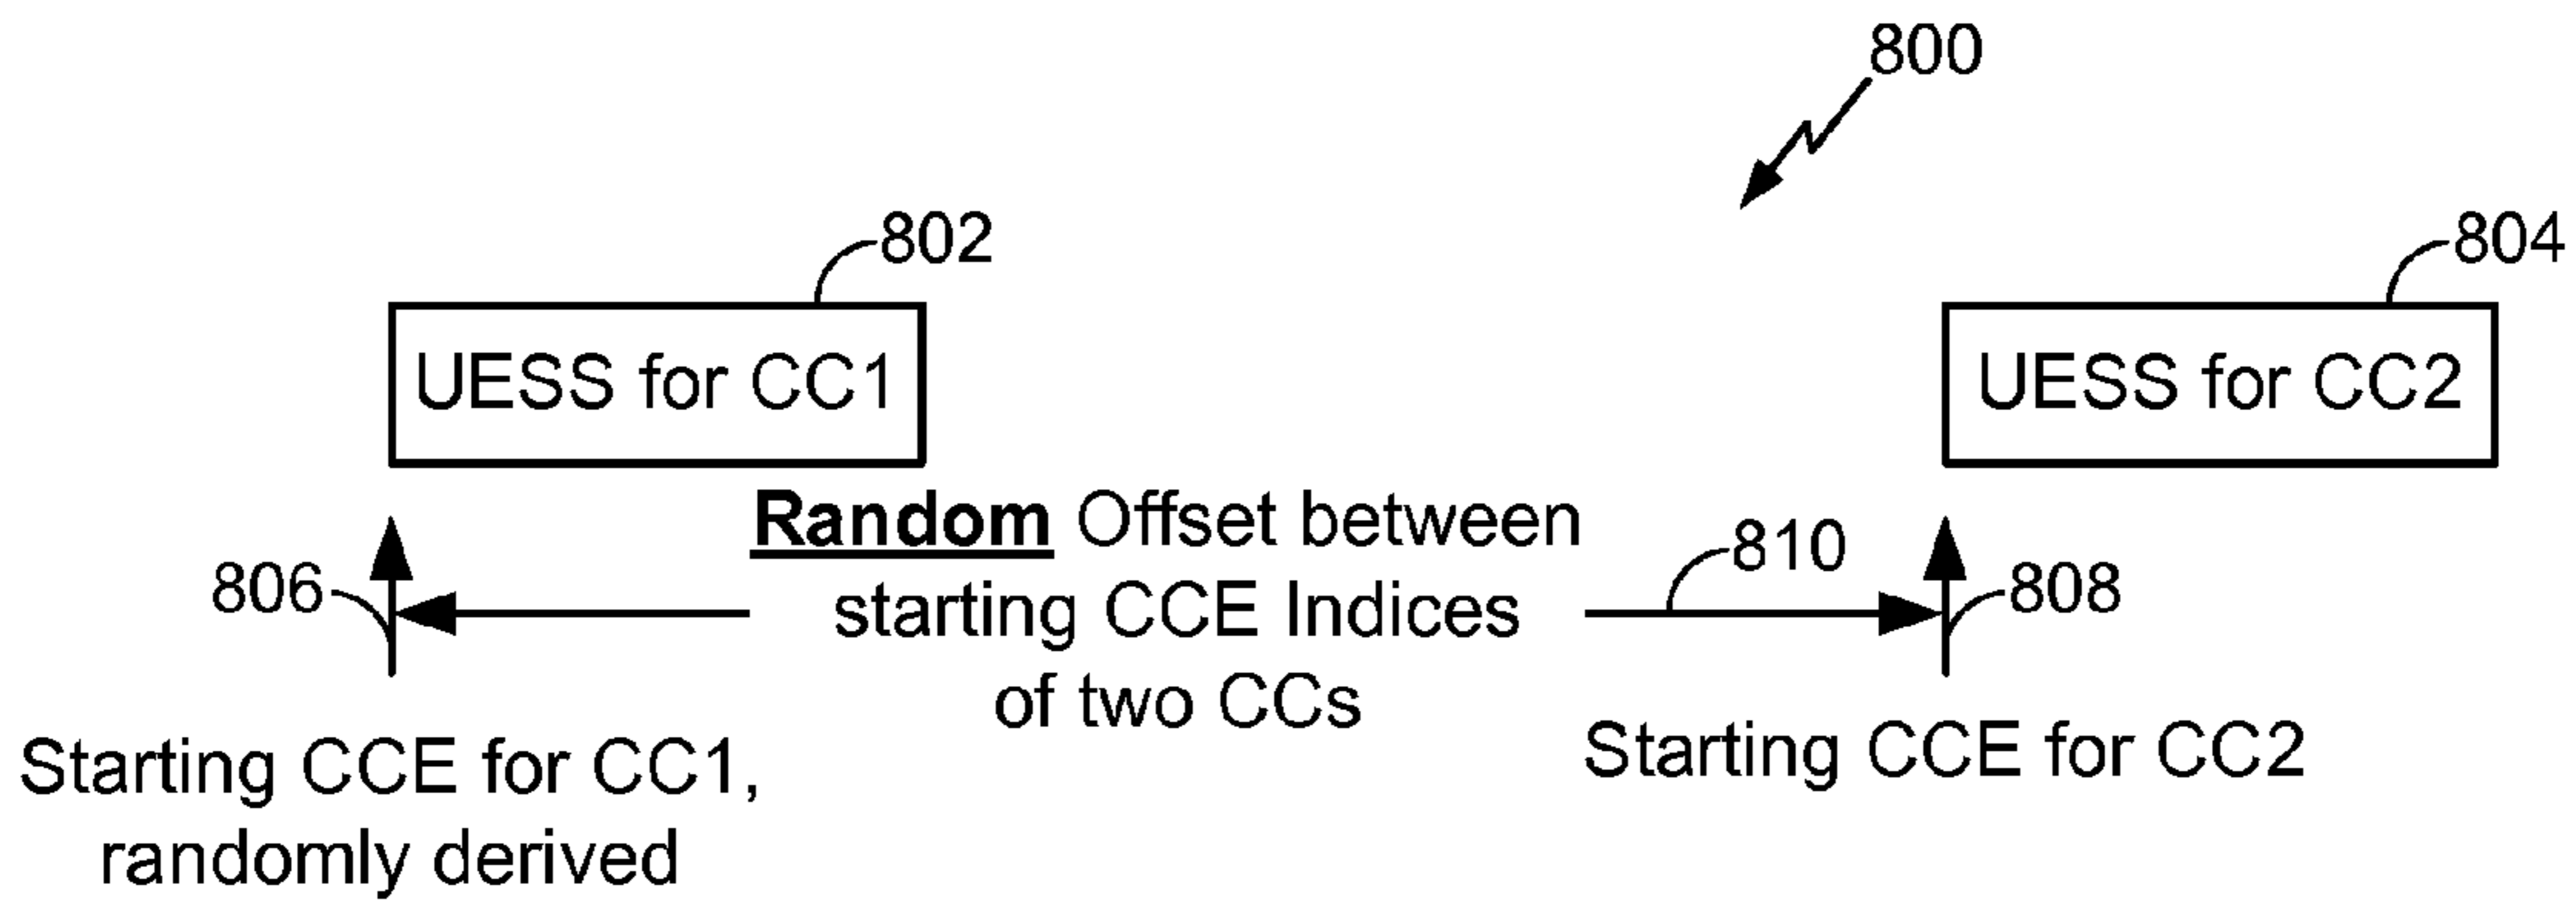 800
802
804
UESS for CC1
UESS for CC2
Random Offset between
starting CCE Indices
of two CCs
806
810
808
Starting CCE for CC1,
randomly derived
Starting CCE for CC2